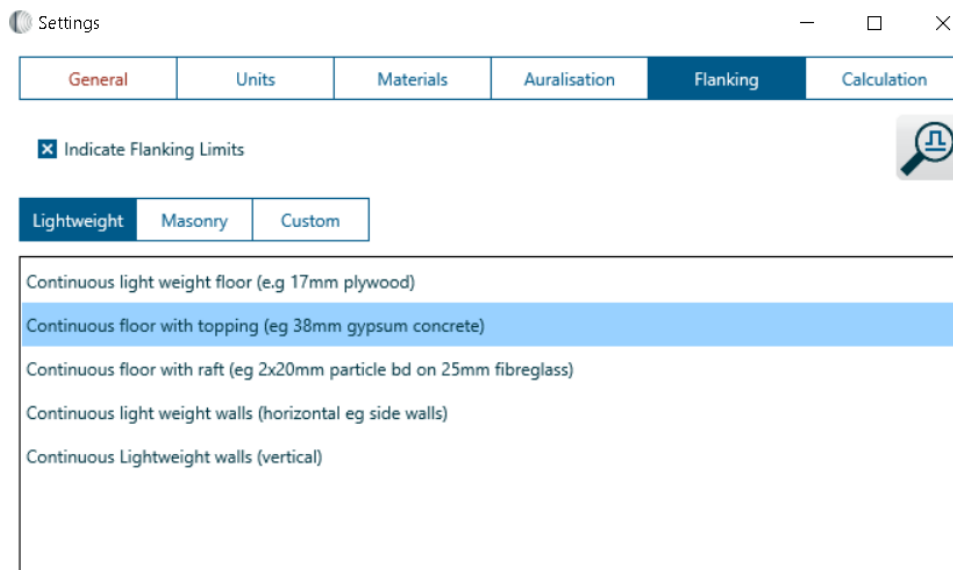 Settings
General Units Materials Auralisation Flanking Calculation
Indicate Flanking Limits
Lightweight Masonry Custom
Continuous light weight floor (e.g 17mm plywood)
Continuous floor with topping (eg 38mm gypsum concrete)
Continuous floor with raft (eg 2x20mm particle bd on 25mm fibreglass)
Continuous light weight walls (horizontal eg side walls)
Continuous Lightweight walls (vertical)